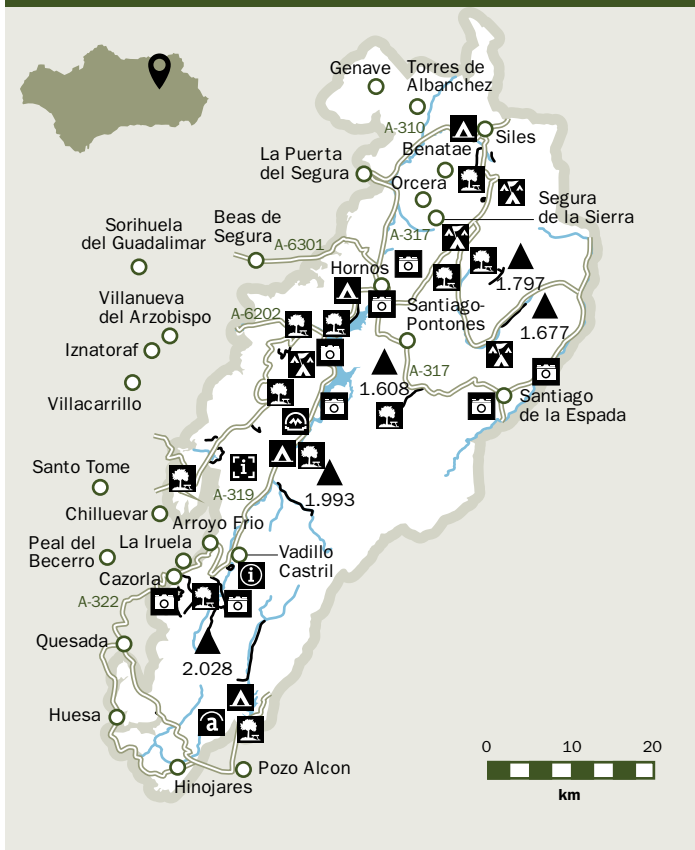 Genave
Torres de
Albanchez
A-310
Siles
Benatae
La Puerta
del Segura
Orcera
Segura
de la Sierra
Sorihuela
del Guadalimar
Beas de
Segura
A-6301
A-317
Hornos
1.797
Villanueva
del Arzobispo
A-6202
Santiago-
Pontones
1.677
Iznatoraf
A-317
1.608
Villacarrillo
Santiago
de la Espada
Santo Tome
i
A-319
1.993
Chilluevar
Arroyo Frio
Peal del
Becerro
La Iruela
Vadillo
Castril
Cazorla
i
A-322
Quesada
2.028
Huesa
a
Pozo Alcon
Hinojares
0 10 20
km